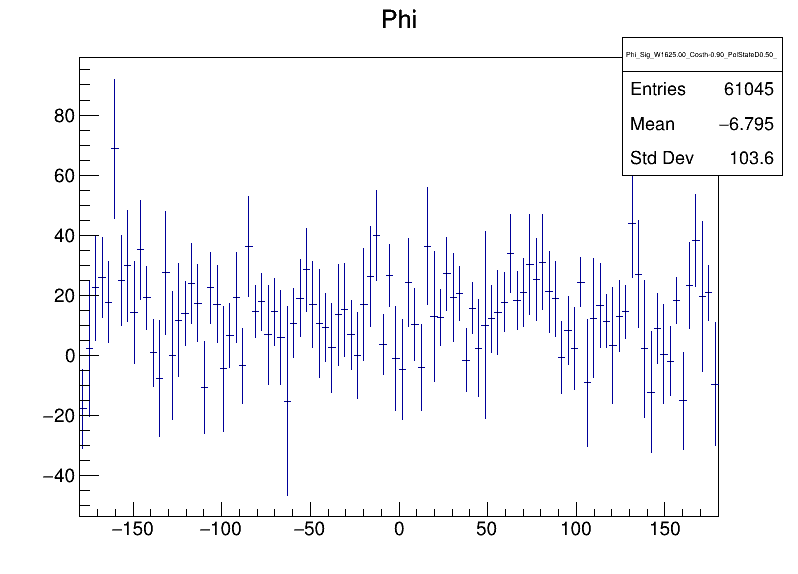 Phi
Phi_Sig_W1625.00_Costh-0.90_PolStateD0.50_
Entries 61045
Mean −6.795
Std Dev 103.6
80
60
40
20
0
−20
−40
−150 −100 −50 0 50 100 150